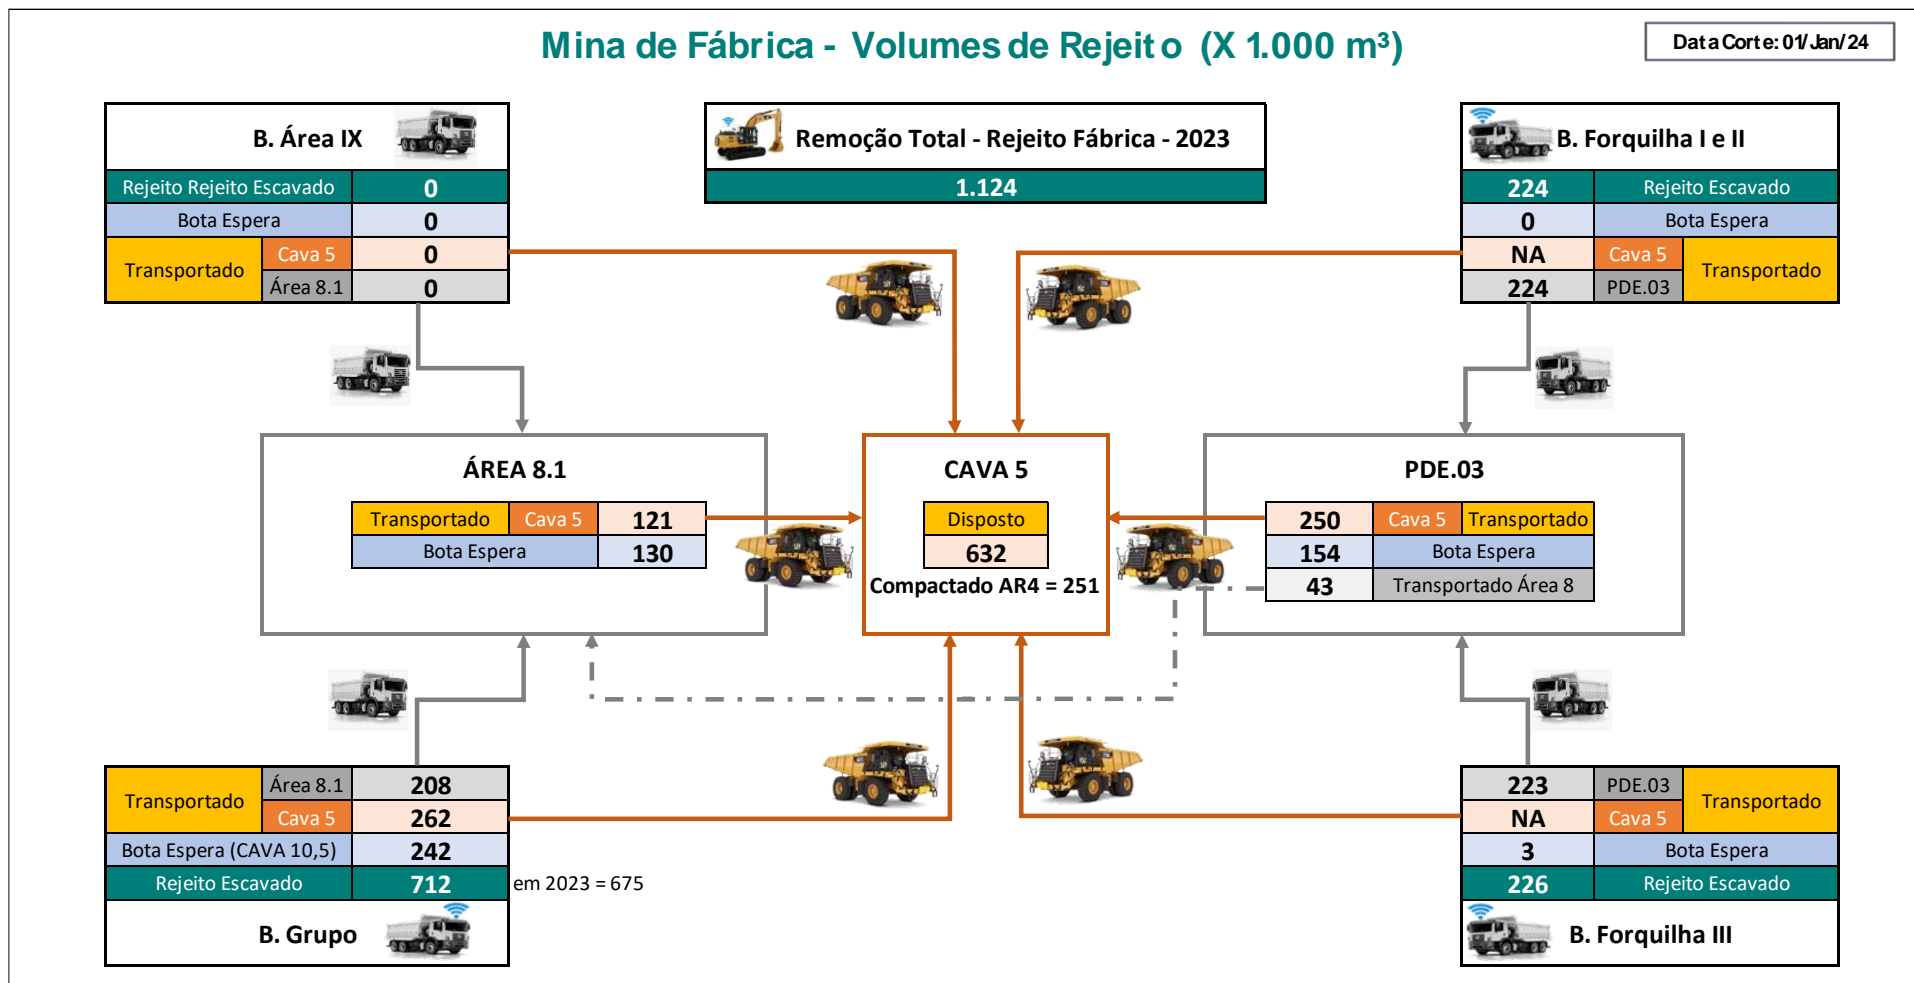 Mina de Fábrica - Volumes de Rejeito (X 1.000 m³)
Data Corte: 01/Jan/24
B. Área IX
Rejeito Rejeito Escavado 0
Bota Espera 0
Transportado Cava 5 0
Área 8.1 0
Remoção Total - Rejeito Fábrica - 2023
1.124
B. Forquilha I e II
224 Rejeito Escavado
0 Bota Espera
NA Cava 5 Transportado
224 PDE.03
ÁREA 8.1
Transportado Cava 5 121
Bota Espera 130
CAVA 5
Disposto
632
Compactado AR4 = 251
PDE.03
250 Cava 5 Transportado
154 Bota Espera
43 Transportado Área 8
Transportado Área 8.1 208
Cava 5 262
Bota Espera (CAVA 10,5) 242
Rejeito Escavado 712 em 2023 = 675
B. Grupo
223 PDE.03 Transportado
NA Cava 5
3 Bota Espera
226 Rejeito Escavado
B. Forquilha III